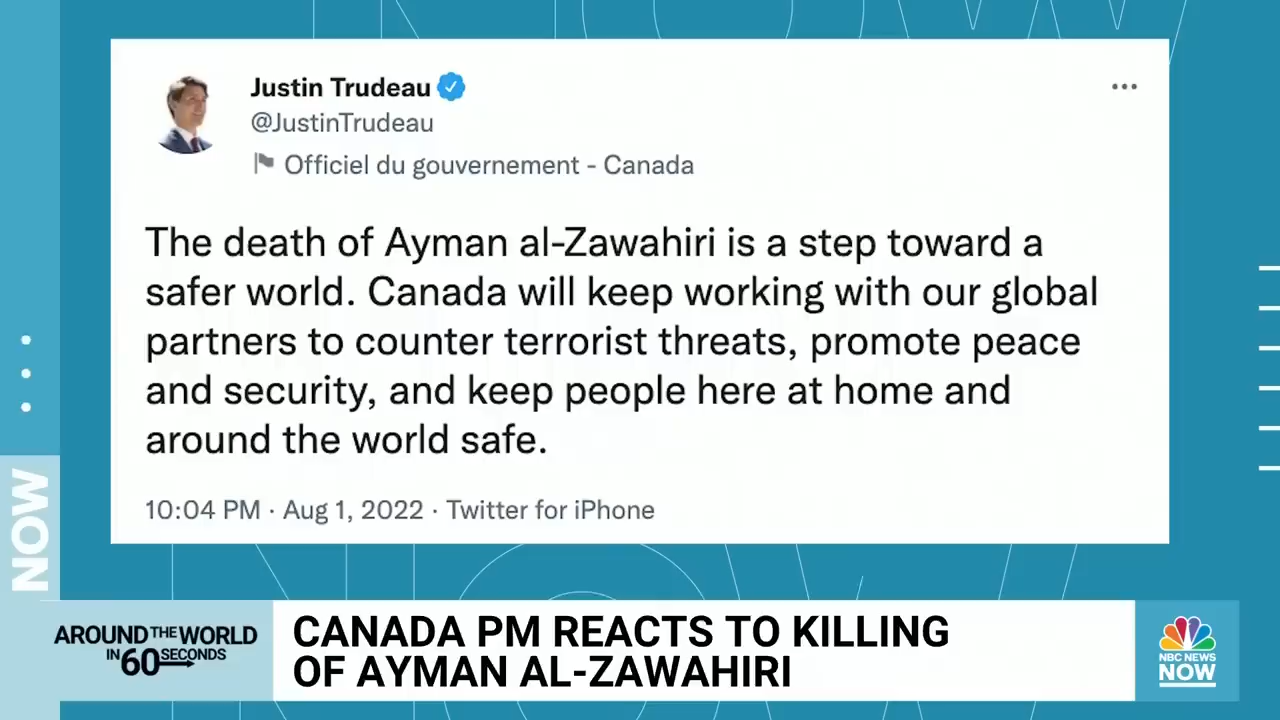 Justin Trudeau
@JustinTrudeau
Officiel du gouvernement - Canada
The death of Ayman al-Zawahiri is a step toward a
safer world. Canada will keep working with our global
partners to counter terrorist threats, promote peace
and security, and keep people here at home and
around the world safe.
10:04 PM · Aug 1, 2022 · Twitter for iPhone
NOW
AROUND THE WORLD
IN 60 SECONDS
CANADA PM REACTS TO KILLING
OF AYMAN AL-ZAWAHIRI
NBC NEWS
NOW